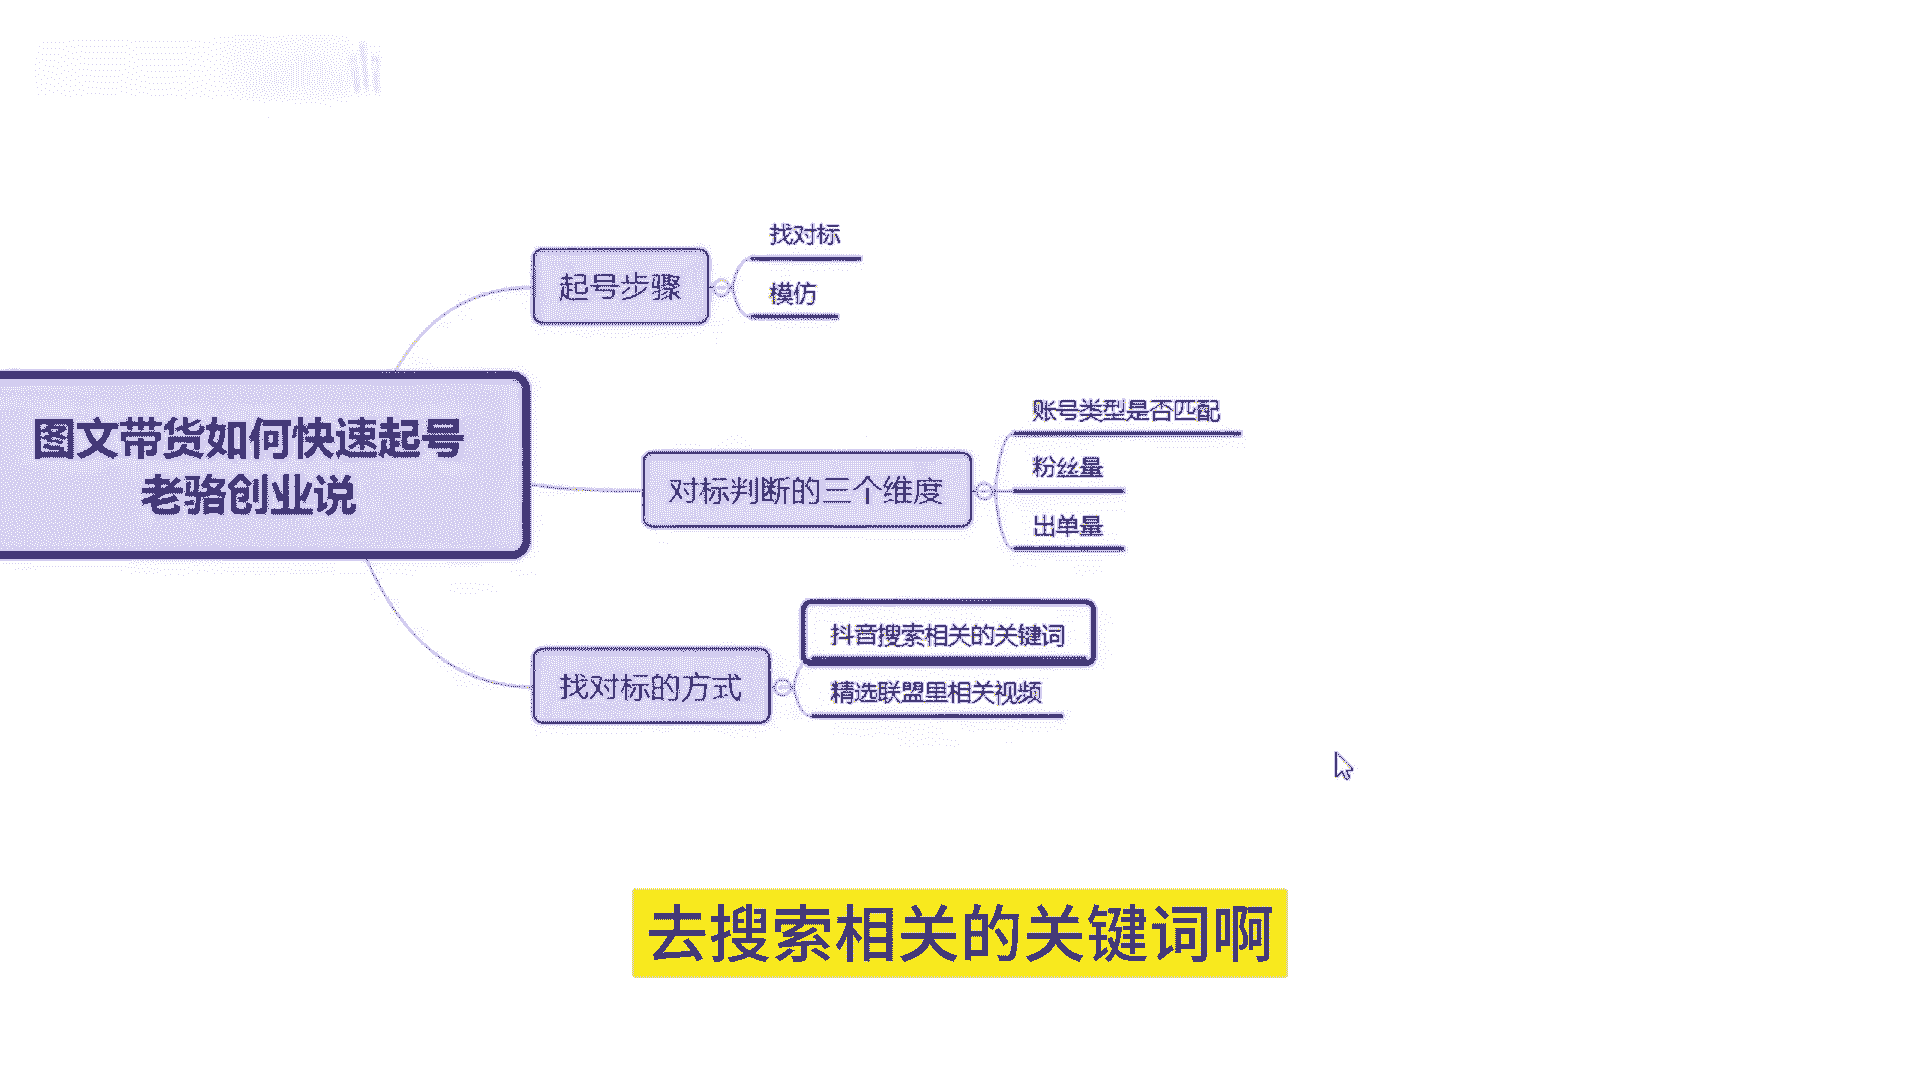 图文带货如何快速起号
老骆创业说
起号步骤
找对标
模仿
对标判断的三个维度
账号类型是否匹配
粉丝量
出单量
找对标的方式
抖音搜索相关的关键词
精选联盟里相关视频
去搜索相关的关键词啊